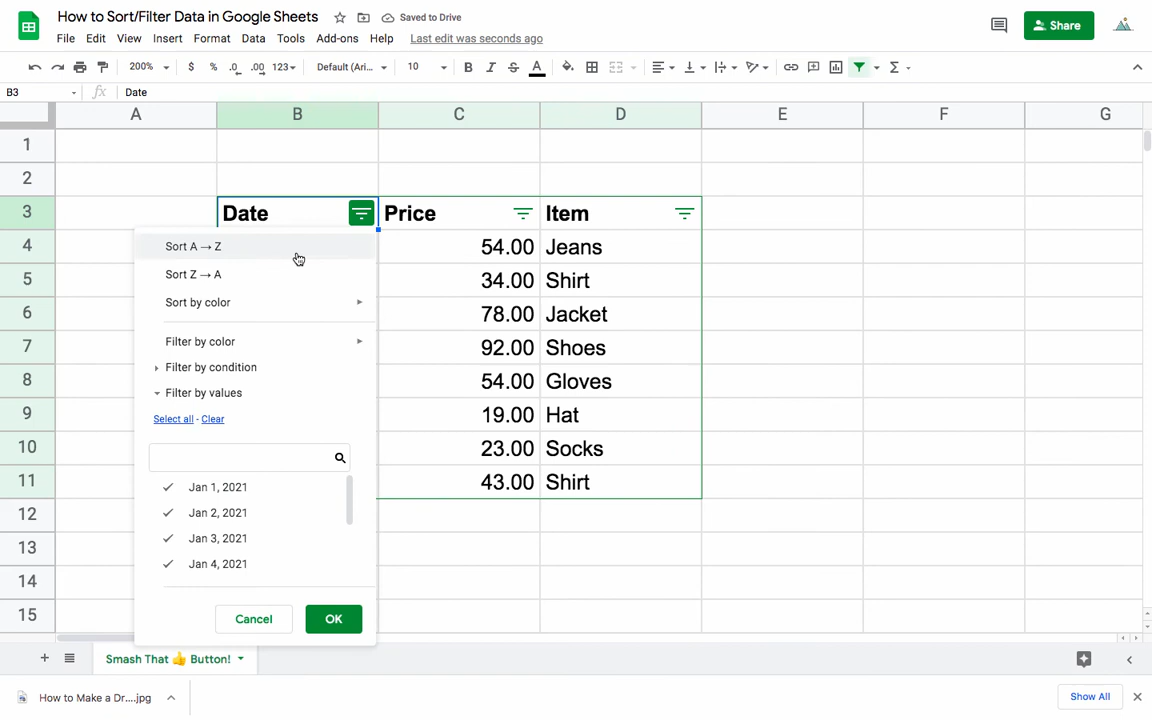 How to Sort/Filter Data in Google Sheets Saved to Drive
File Edit View Insert Format Data Tools Add-ons Help Last edit was seconds ago
Share
200% $ % .0 .00 123 Default (Ari... 10 B I S A Σ
B3 fx Date
A B C D E F G
1
2
3 Date Price Item
4 54.00 Jeans
5 34.00 Shirt
6 78.00 Jacket
7 92.00 Shoes
8 54.00 Gloves
9 19.00 Hat
10 23.00 Socks
11 43.00 Shirt
12
13
14
15
Sort A → Z
Sort Z → A
Sort by color
Filter by color
Filter by condition
Filter by values
Select all - Clear
Jan 1, 2021
Jan 2, 2021
Jan 3, 2021
Jan 4, 2021
Cancel OK
Smash That 👍 Button!
How to Make a Dr....jpg Show All